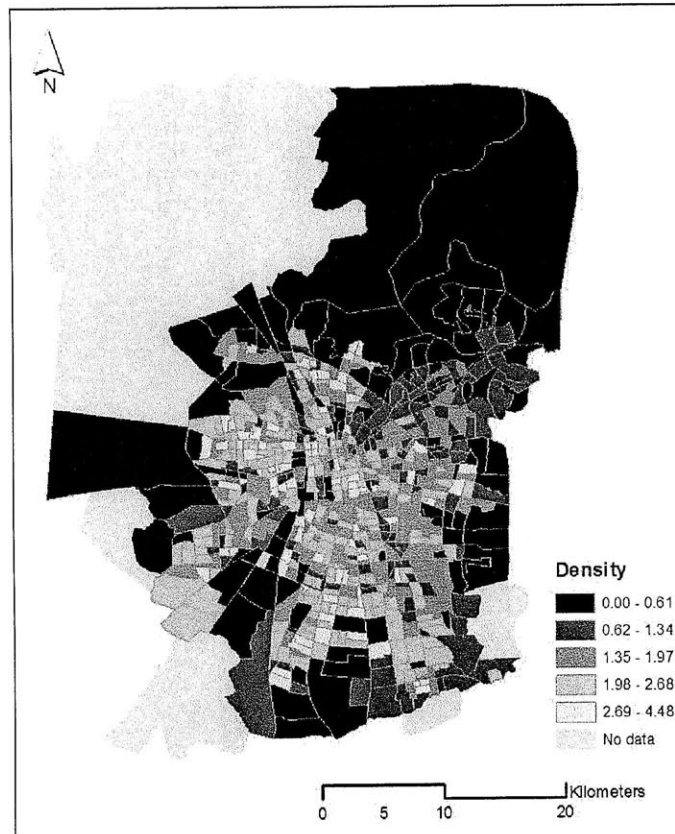 N
Density
0.00 - 0.61
0.62 - 1.34
1.35 - 1.97
1.98 - 2.68
2.69 - 4.48
No data
Kilometers
0 5 10 20